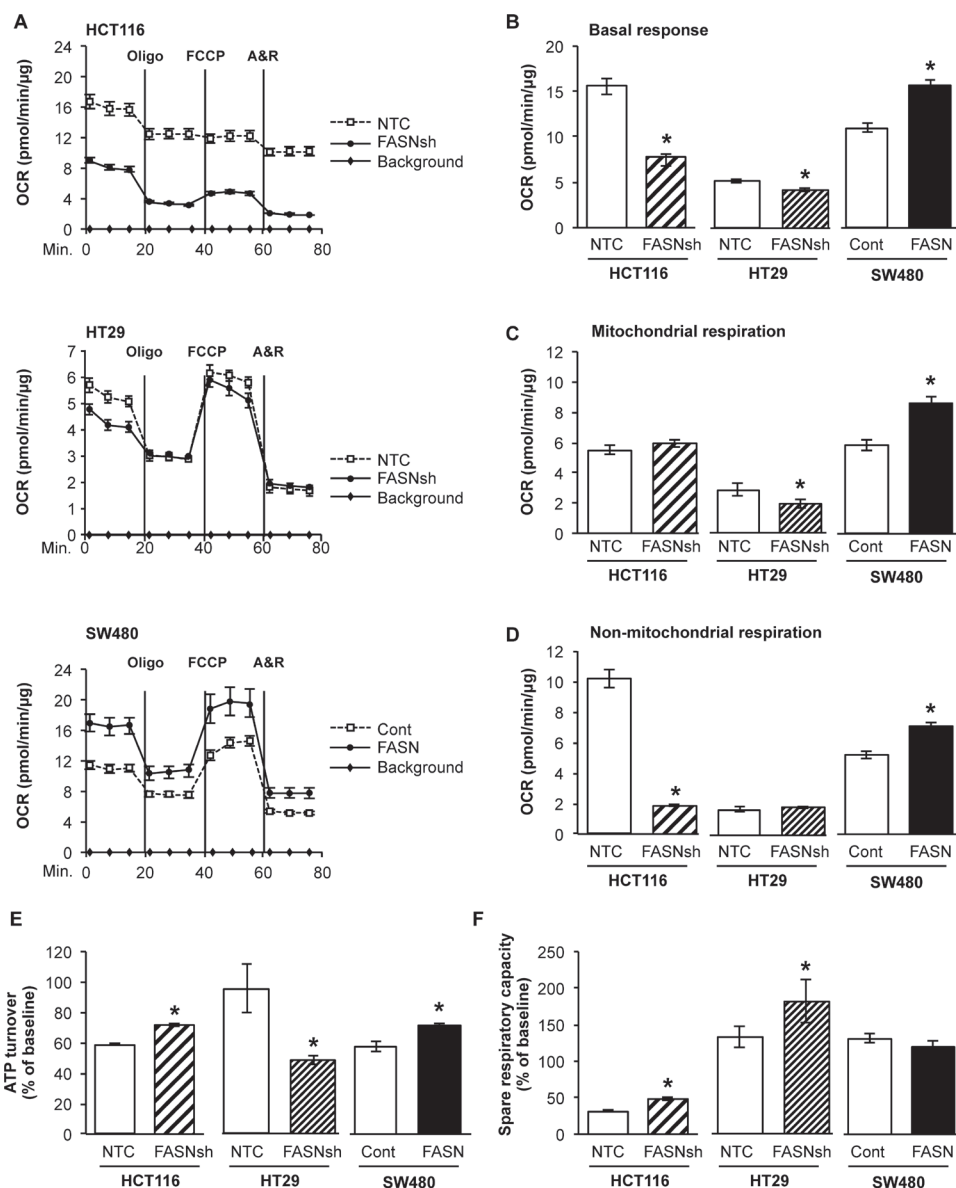 A
HCT116
Oligo FCCP A&R
OCR (pmol/min/µg)
24
20
16
12
8
4
0
Min. 0 20 40 60 80
NTC
FASNsh
Background
HT29
Oligo FCCP A&R
OCR (pmol/min/µg)
7
6
5
4
3
2
1
0
Min. 0 20 40 60 80
NTC
FASNsh
Background
SW480
Oligo FCCP A&R
OCR (pmol/min/µg)
24
20
16
12
8
4
0
Min. 0 20 40 60 80
Cont
FASN
Background
B Basal response
OCR (pmol/min/µg)
20
15
10
5
0
* * *
NTC FASNsh NTC FASNsh Cont FASN
HCT116 HT29 SW480
C Mitochondrial respiration
OCR (pmol/min/µg)
12
10
8
6
4
2
0
* *
NTC FASNsh NTC FASNsh Cont FASN
HCT116 HT29 SW480
D Non-mitochondrial respiration
OCR (pmol/min/µg)
12
10
8
6
4
2
0
* *
NTC FASNsh NTC FASNsh Cont FASN
HCT116 HT29 SW480
E
ATP turnover
(% of baseline)
120
100
80
60
40
20
0
* * *
NTC FASNsh NTC FASNsh Cont FASN
HCT116 HT29 SW480
F
Spare respiratory capacity
(% of baseline)
250
200
150
100
50
0
* *
NTC FASNsh NTC FASNsh Cont FASN
HCT116 HT29 SW480